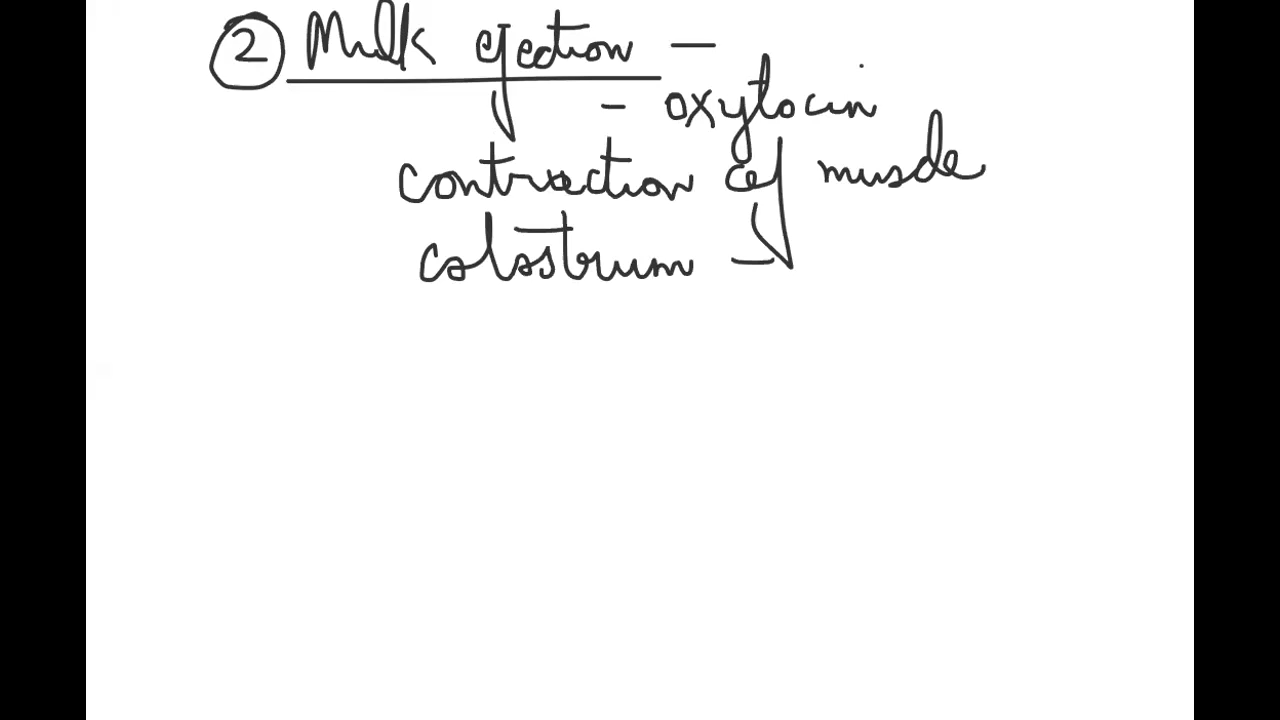 ② Milk ejection —
- oxytocin
contraction of muscle
colostrum -